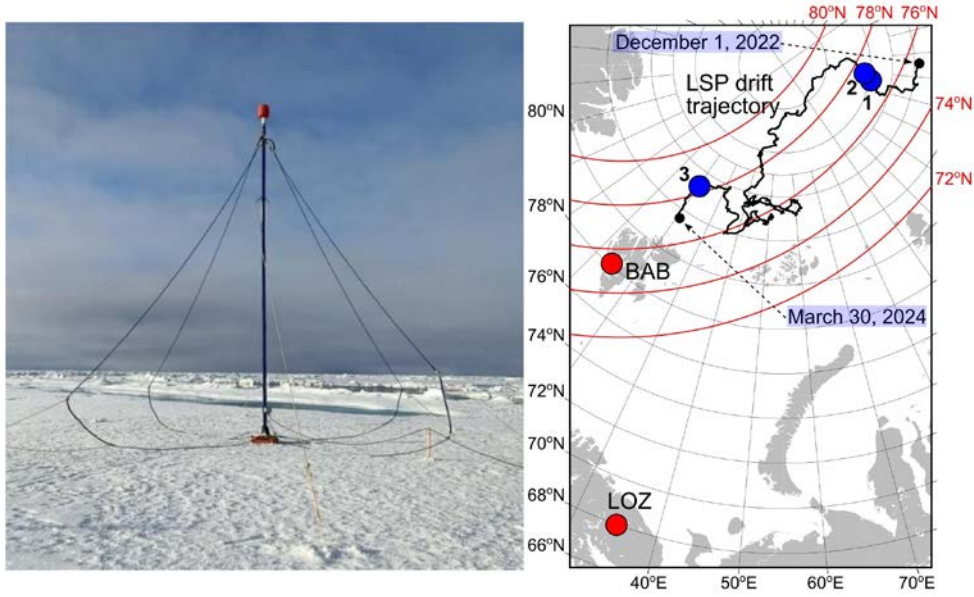 80ºN 78ºN 76ºN
December 1, 2022
LSP drift
trajectory
2
1
74ºN
72ºN
3
BAB
March 30, 2024
LOZ
80ºN
78ºN
76ºN
74ºN
72ºN
70ºN
68ºN
66ºN
40ºE 50ºE 60ºE 70ºE